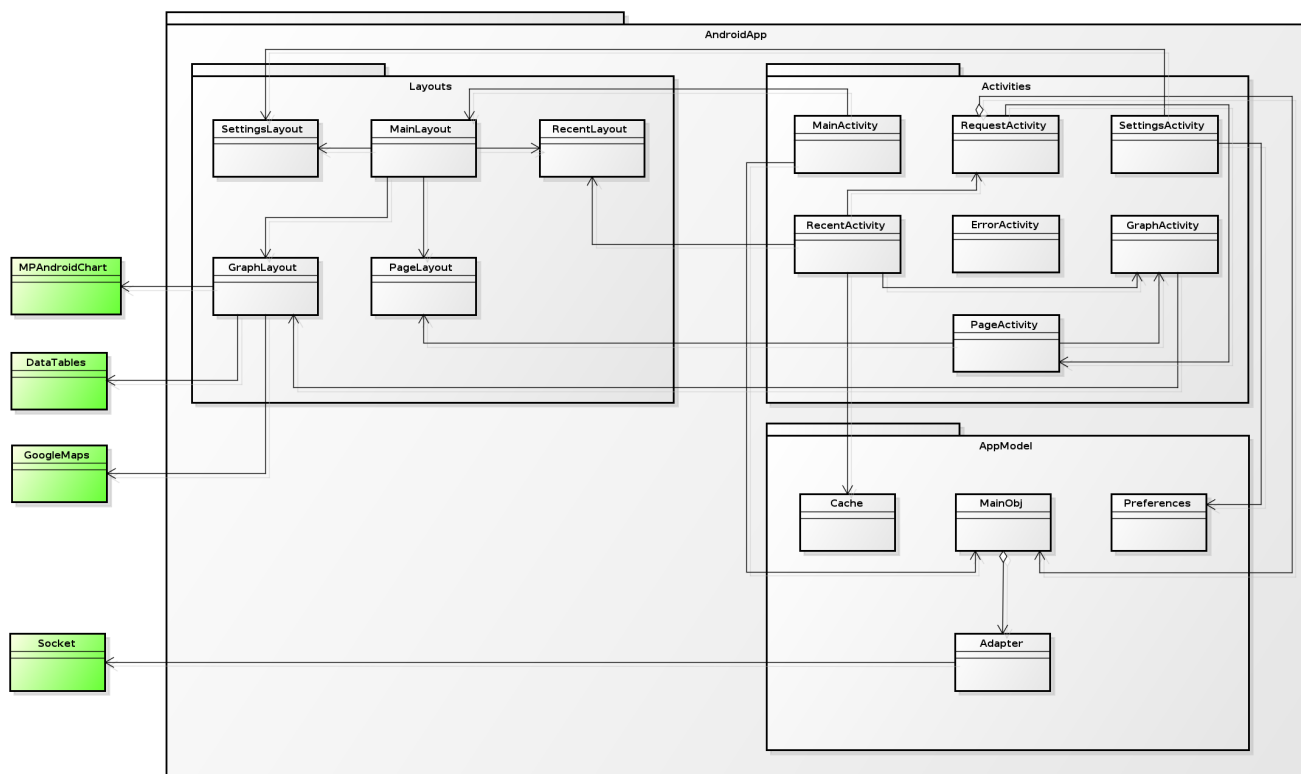 AndroidApp
Layouts
SettingsLayout
MainLayout
RecentLayout
GraphLayout
PageLayout
Activities
MainActivity
RequestActivity
SettingsActivity
RecentActivity
ErrorActivity
GraphActivity
PageActivity
MPAndroidChart
DataTables
GoogleMaps
Socket
AppModel
Cache
MainObj
Preferences
Adapter